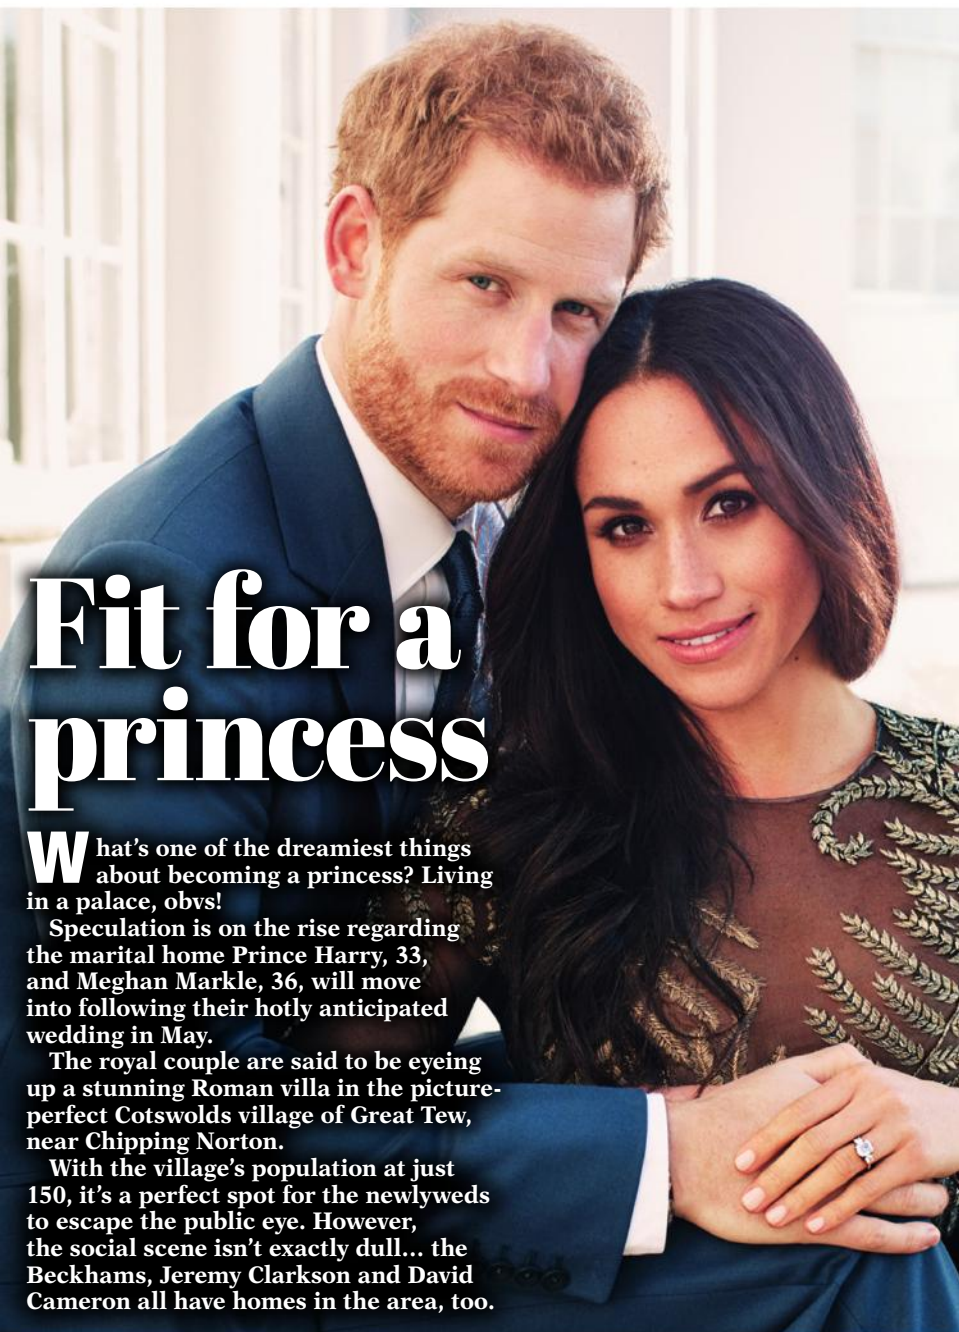 Fit for a
princess
What's one of the dreamiest things
about becoming a princess? Living
in a palace, obvs!
Speculation is on the rise regarding
the marital home Prince Harry, 33,
and Meghan Markle, 36, will move
into following their hotly anticipated
wedding in May.
The royal couple are said to be eyeing
up a stunning Roman villa in the picture-
perfect Cotswolds village of Great Tew,
near Chipping Norton.
With the village's population at just
150, it's a perfect spot for the newlyweds
to escape the public eye. However,
the social scene isn't exactly dull... the
Beckhams, Jeremy Clarkson and David
Cameron all have homes in the area, too.